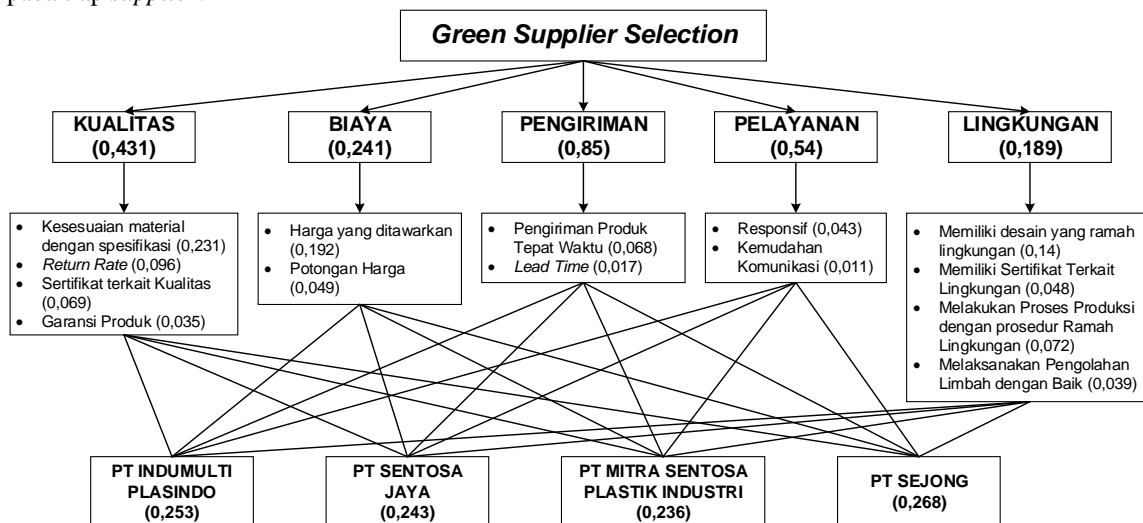 Green Supplier Selection
KUALITAS
(0,431)
BIAYA
(0,241)
PENGIRIMAN
(0,85)
PELAYANAN
(0,54)
LINGKUNGAN
(0,189)
• Kesesuaian material
dengan spesifikasi (0,231)
• Return Rate (0,096)
• Sertifikat terkait Kualitas
(0,069)
• Garansi Produk (0,035)
• Harga yang ditawarkan
(0,192)
• Potongan Harga
(0,049)
• Pengiriman Produk
Tepat Waktu (0,068)
• Lead Time (0,017)
• Responsif (0,043)
• Kemudahan
Komunikasi (0,011)
• Memiliki desain yang ramah
lingkungan (0,14)
• Memiliki Sertifikat Terkait
Lingkungan (0,048)
• Melakukan Proses Produksi
dengan prosedur Ramah
Lingkungan (0,072)
• Melaksanakan Pengolahan
Limbah dengan Baik (0,039)
PT INDUMULTI
PLASINDO
(0,253)
PT SENTOSA
JAYA
(0,243)
PT MITRA SENTOSA
PLASTIK INDUSTRI
(0,236)
PT SEJONG
(0,268)